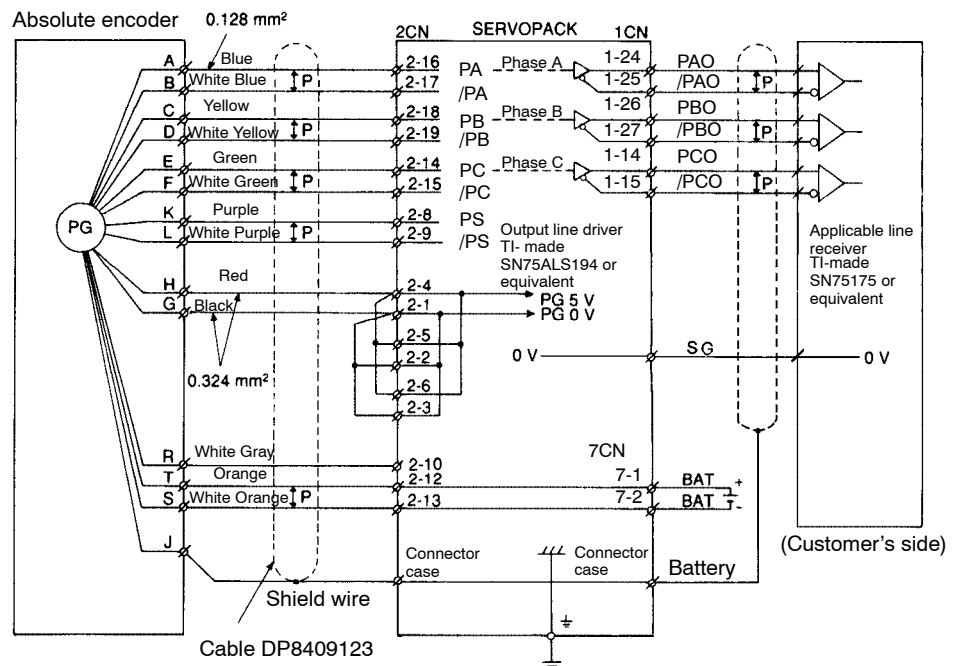 Absolute encoder
0.128 mm²
2CN SERVOPACK 1CN
A Blue 2-16 PA Phase A 1-24 PAO
B White Blue P 2-17 /PA 1-25 /PAO P
C Yellow 2-18 PB Phase B 1-26 PBO
D White Yellow P 2-19 /PB 1-27 /PBO P
E Green 2-14 PC Phase C 1-14 PCO
F White Green P 2-15 /PC 1-15 /PCO P
K Purple 2-8 PS
L White Purple P 2-9 /PS
PG
Output line driver
TI- made
SN75ALS194 or
equivalent
Applicable line
receiver
TI-made
SN75175 or
equivalent
H Red 2-4 PG 5 V
G Black 2-1 PG 0 V
2-5
2-2
0 V SG 0 V
0.324 mm²
2-6
2-3
7CN
R White Gray 2-10
T Orange 2-12 7-1 BAT +
S White Orange P 2-13 7-2 BAT -
J
(Customer's side)
Connector
case
Connector
case
Battery
Shield wire
Cable DP8409123